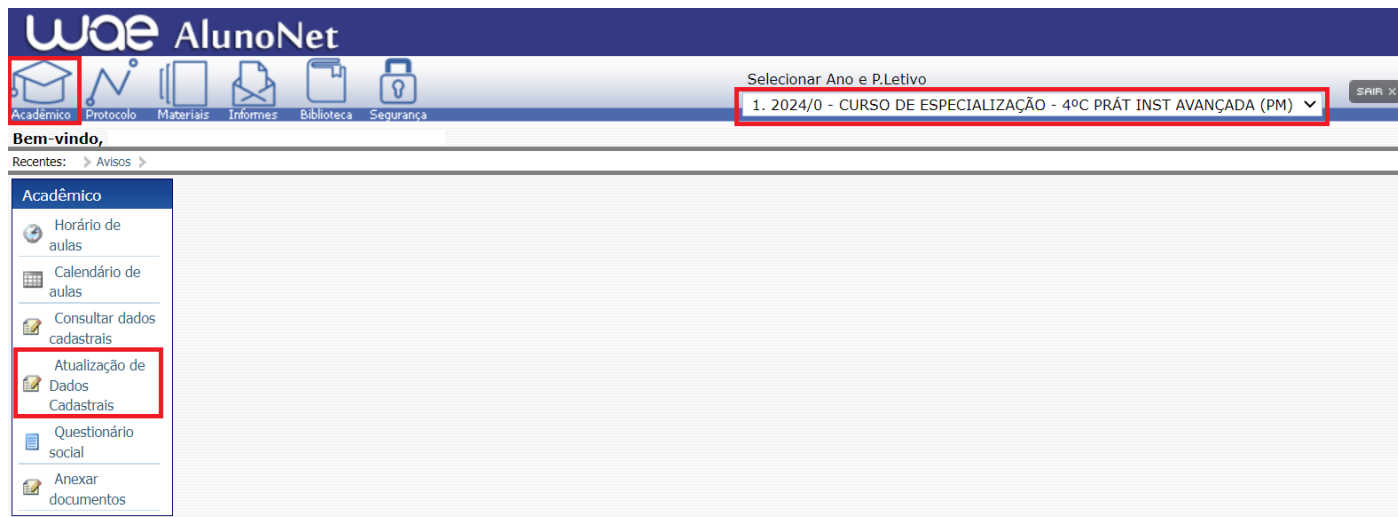 wae AlunoNet
Acadêmico Protocolo Materiais Informes Biblioteca Segurança
Selecionar Ano e P.Letivo
1. 2024/0 - CURSO DE ESPECIALIZAÇÃO - 4ºC PRÁT INST AVANÇADA (PM)
SAIR X
Bem-vindo,
Recentes: Avisos
Acadêmico
Horário de
aulas
Calendário de
aulas
Consultar dados
cadastrais
Atualização de
Dados
Cadastrais
Questionário
social
Anexar
documentos